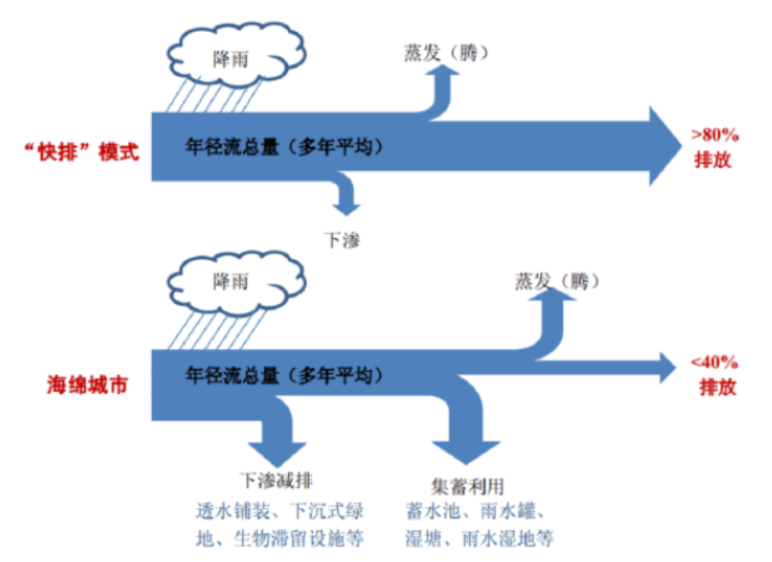 降雨
蒸发（腾）
“快排”模式
年径流总量（多年平均）
>80%
排放
下渗
降雨
蒸发（腾）
海绵城市
年径流总量（多年平均）
<40%
排放
下渗减排
透水铺装、下沉式绿
地、生物滞留设施等
集蓄利用
蓄水池、雨水罐、
湿塘、雨水湿地等